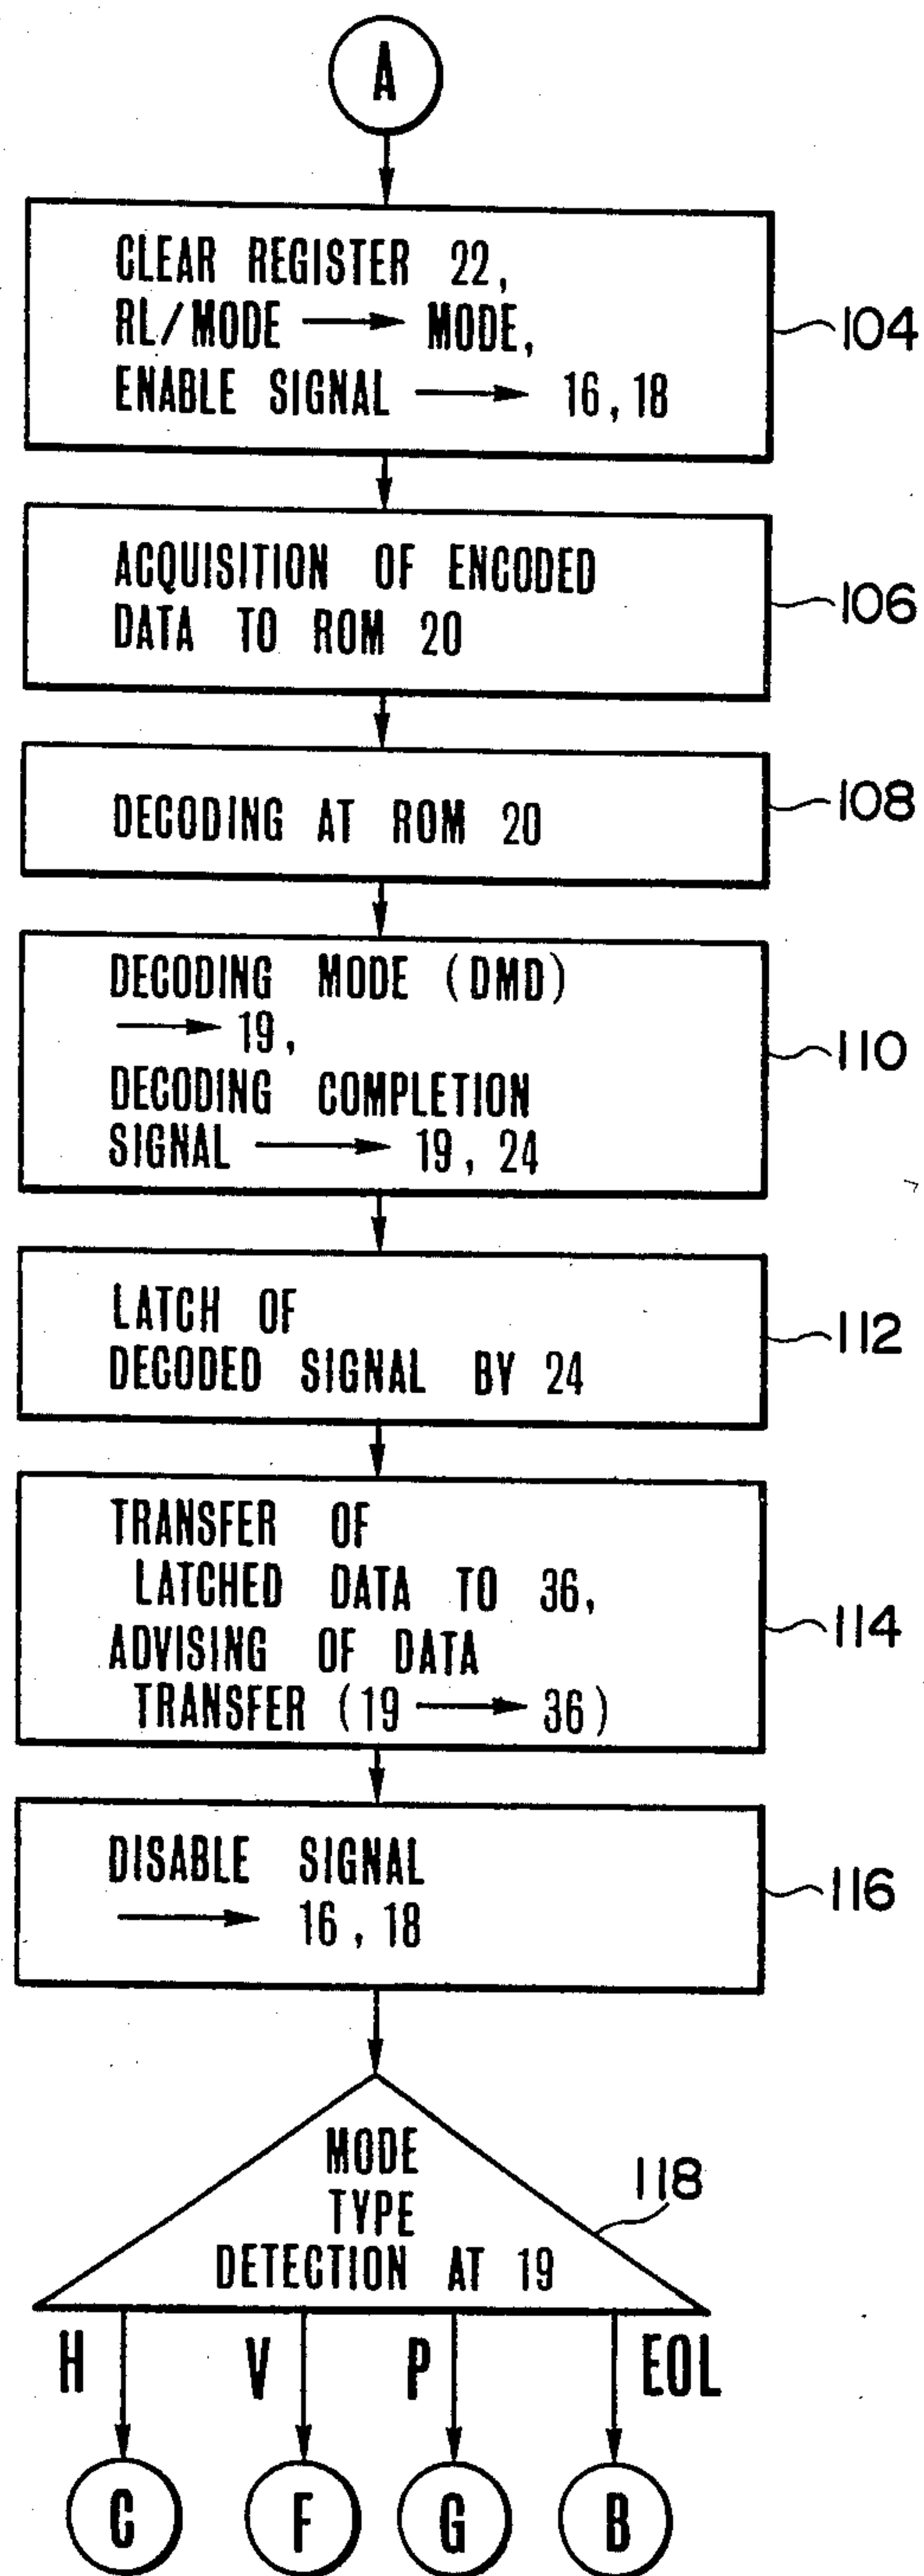 A
CLEAR REGISTER 22,
RL/MODE → MODE,
ENABLE SIGNAL → 16, 18
104
ACQUISITION OF ENCODED
DATA TO ROM 20
106
DECODING AT ROM 20
108
DECODING MODE (DMD)
→ 19,
DECODING COMPLETION
SIGNAL → 19, 24
110
LATCH OF
DECODED SIGNAL BY 24
112
TRANSFER OF
LATCHED DATA TO 36,
ADVISING OF DATA
TRANSFER (19 → 36)
114
DISABLE SIGNAL
→ 16, 18
116
MODE
TYPE
DETECTION AT 19
118
H V P EOL
C F G B